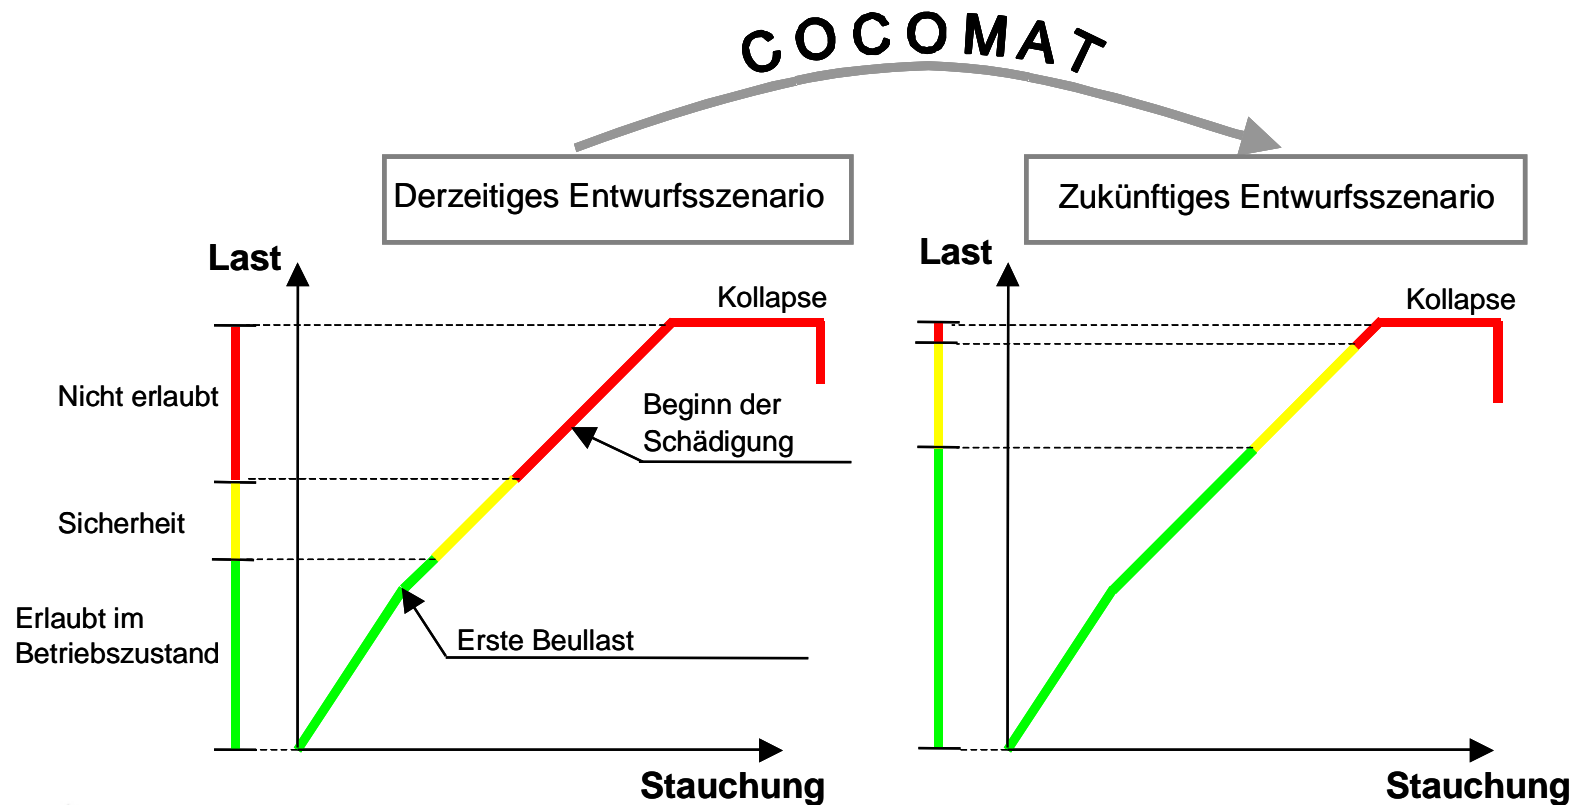 COCOMAT
Derzeitiges Entwurfsszenario
Zukünftiges Entwurfsszenario
Last
Kollapse
Nicht erlaubt
Beginn der
Schädigung
Sicherheit
Erlaubt im
Betriebszustand
Erste Beullast
Stauchung
Last
Kollapse
Stauchung